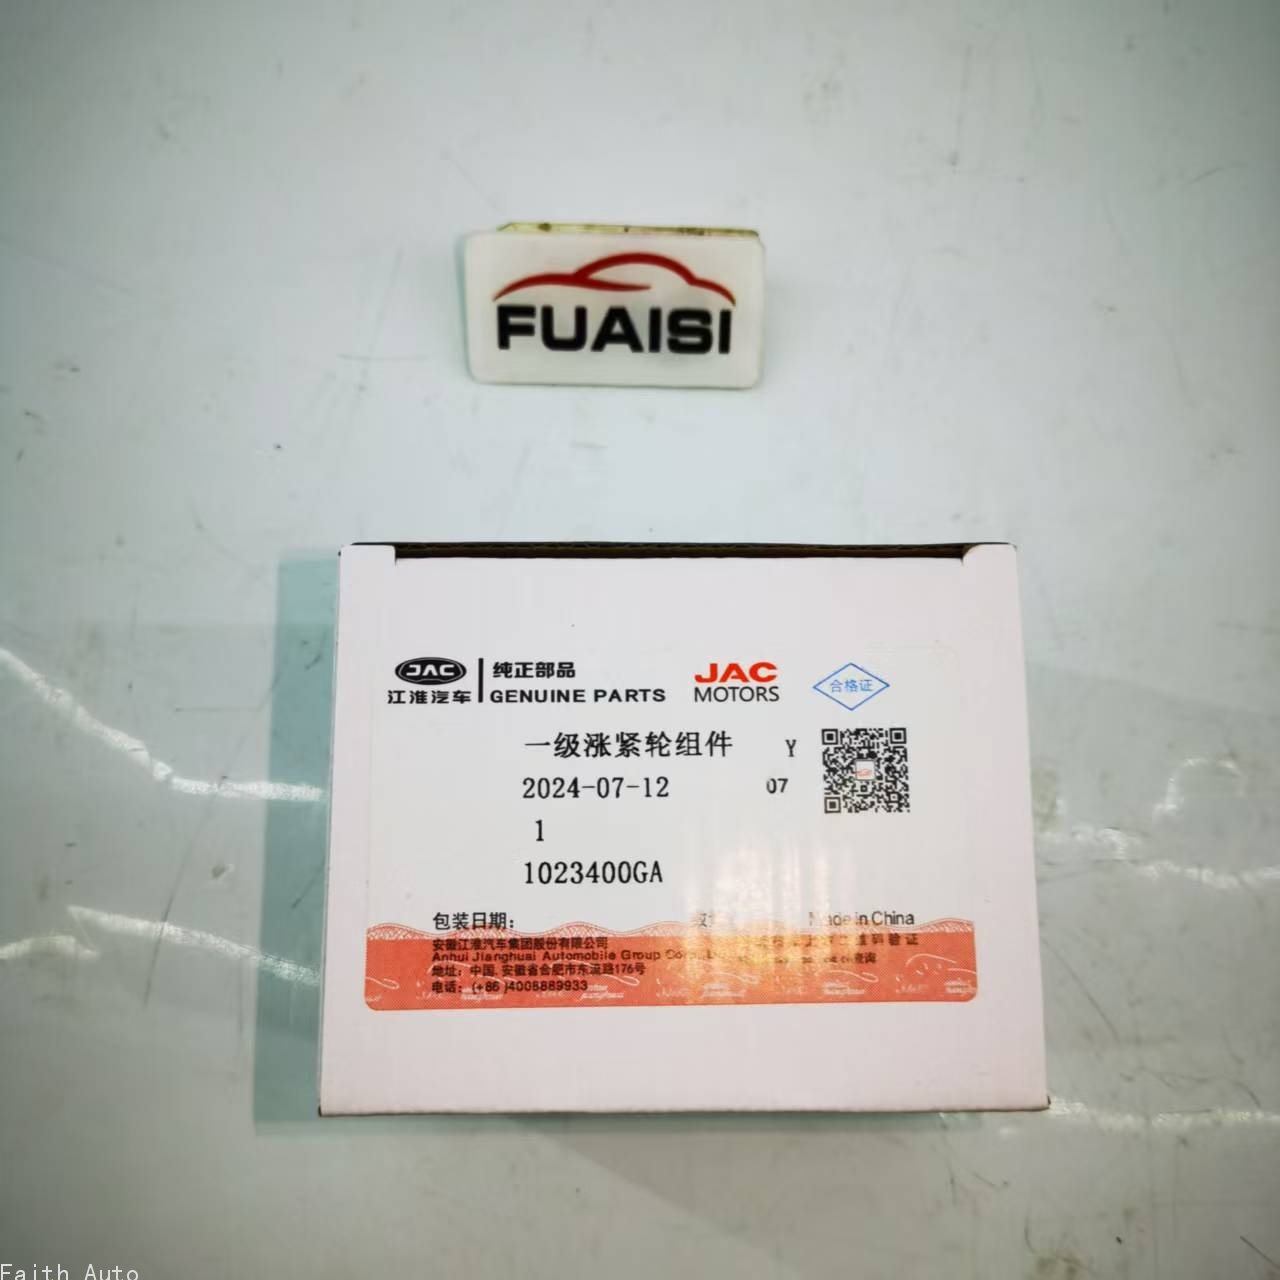 FUAISI
JAC 纯正部品 JAC
江淮汽车 GENUINE PARTS MOTORS 合格证
一级涨紧轮组件 Y
2024-07-12 07
1
1023400GA
包装日期: Made in China
安徽江淮汽车集团股份有限公司
Anhui Jianghuai Automobile Group
地址: 中国. 安徽省合肥市东流路176号
电话: (+86 )4008889933
Faith Auto